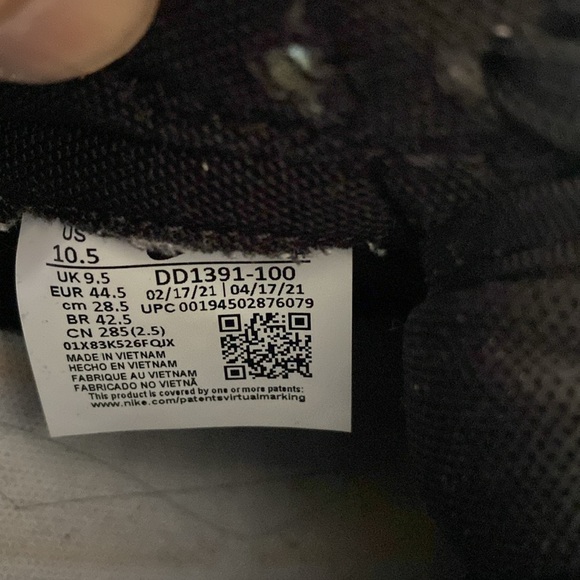 US
10.5
UK 9.5 DD1391-100
EUR 44.5 02/17/21 | 04/17/21
cm 28.5 UPC 00194502876079
BR 42.5
CN 285(2.5)
01X83K526FQJX
MADE IN VIETNAM
HECHO EN VIETNAM
FABRIQUE AU VIETNAM
FABRICADO NO VIETNÃ
This product is covered by one or more patents:
www.nike.com/patentsvirtualmarking